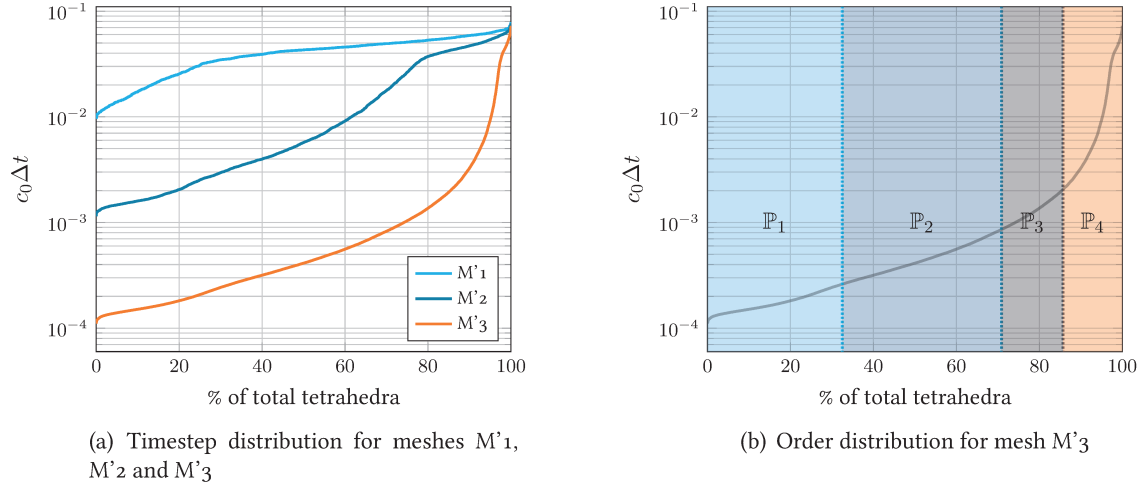 10⁻¹
10⁻²
10⁻³
10⁻⁴
c₀Δt
0 20 40 60 80 100
% of total tetrahedra
M’1
M’2
M’3
(a) Timestep distribution for meshes M’1,
M’2 and M’3
10⁻¹
10⁻²
10⁻³
10⁻⁴
c₀Δt
ℙ₁ ℙ₂ ℙ₃ ℙ₄
0 20 40 60 80 100
% of total tetrahedra
(b) Order distribution for mesh M’3